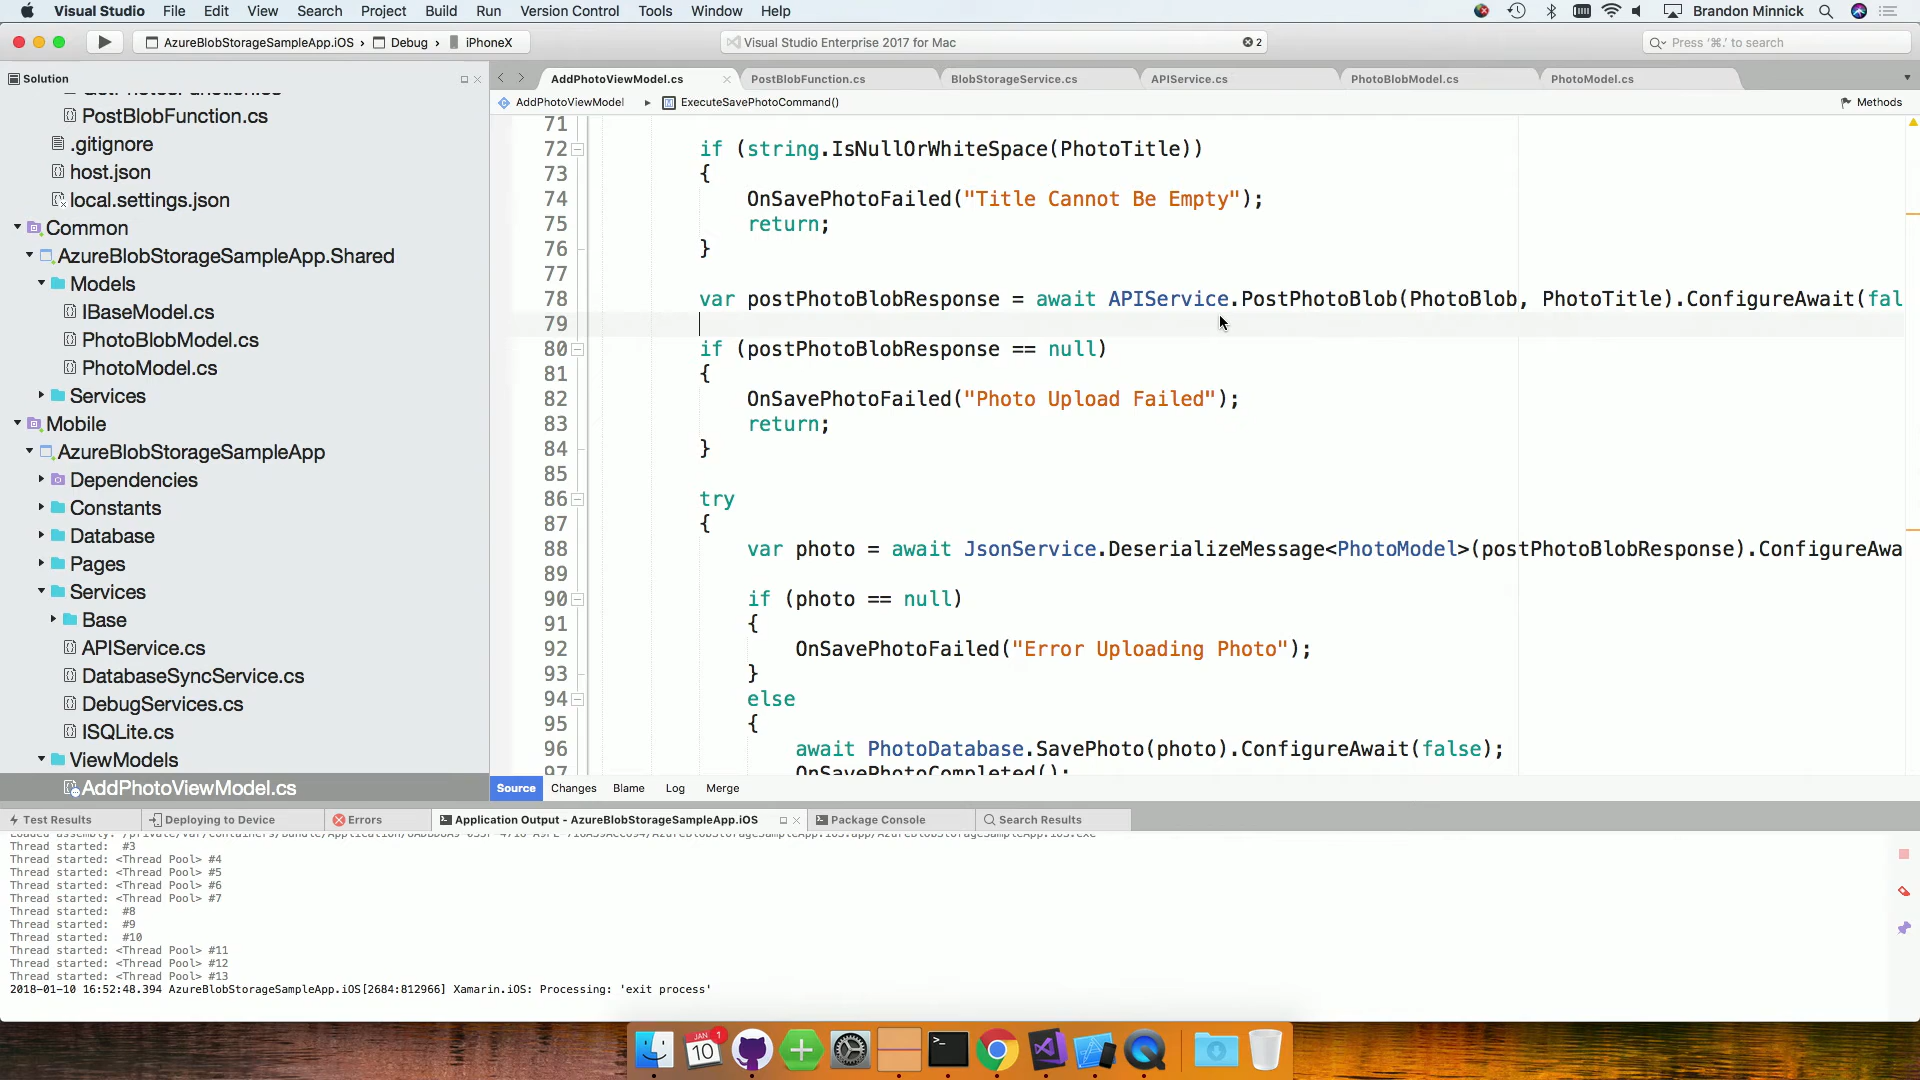 Visual Studio File Edit View Search Project Build Run Version Control Tools Window Help Brandon Minnick
AzureBlobStorageSampleApp.iOS Debug iPhoneX Visual Studio Enterprise 2017 for Mac 2 Press '⌘.' to search
Solution
PostBlobFunction.cs
.gitignore
host.json
local.settings.json
Common
AzureBlobStorageSampleApp.Shared
Models
IBaseModel.cs
PhotoBlobModel.cs
PhotoModel.cs
Services
Mobile
AzureBlobStorageSampleApp
Dependencies
Constants
Database
Pages
Services
Base
APIService.cs
DatabaseSyncService.cs
DebugServices.cs
ISQLite.cs
ViewModels
AddPhotoViewModel.cs
AddPhotoViewModel.cs PostBlobFunction.cs BlobStorageService.cs APIService.cs PhotoBlobModel.cs PhotoModel.cs
AddPhotoViewModel ExecuteSavePhotoCommand() Methods
71
72 if (string.IsNullOrWhiteSpace(PhotoTitle))
73 {
74 OnSavePhotoFailed("Title Cannot Be Empty");
75 return;
76 }
77
78 var postPhotoBlobResponse = await APIService.PostPhotoBlob(PhotoBlob, PhotoTitle).ConfigureAwait(fal
79
80 if (postPhotoBlobResponse == null)
81 {
82 OnSavePhotoFailed("Photo Upload Failed");
83 return;
84 }
85
86 try
87 {
88 var photo = await JsonService.DeserializeMessage<PhotoModel>(postPhotoBlobResponse).ConfigureAwa
89
90 if (photo == null)
91 {
92 OnSavePhotoFailed("Error Uploading Photo");
93 }
94 else
95 {
96 await PhotoDatabase.SavePhoto(photo).ConfigureAwait(false);
97 OnSavePhotoCompleted();
Source Changes Blame Log Merge
Test Results Deploying to Device Errors Application Output - AzureBlobStorageSampleApp.iOS Package Console Search Results
Thread started: #3
Thread started: <Thread Pool> #4
Thread started: <Thread Pool> #5
Thread started: <Thread Pool> #6
Thread started: <Thread Pool> #7
Thread started: #8
Thread started: #9
Thread started: #10
Thread started: <Thread Pool> #11
Thread started: <Thread Pool> #12
Thread started: <Thread Pool> #13
2018-01-10 16:52:48.394 AzureBlobStorageSampleApp.iOS[2684:812966] Xamarin.iOS: Processing: 'exit process'
JAN 1
10